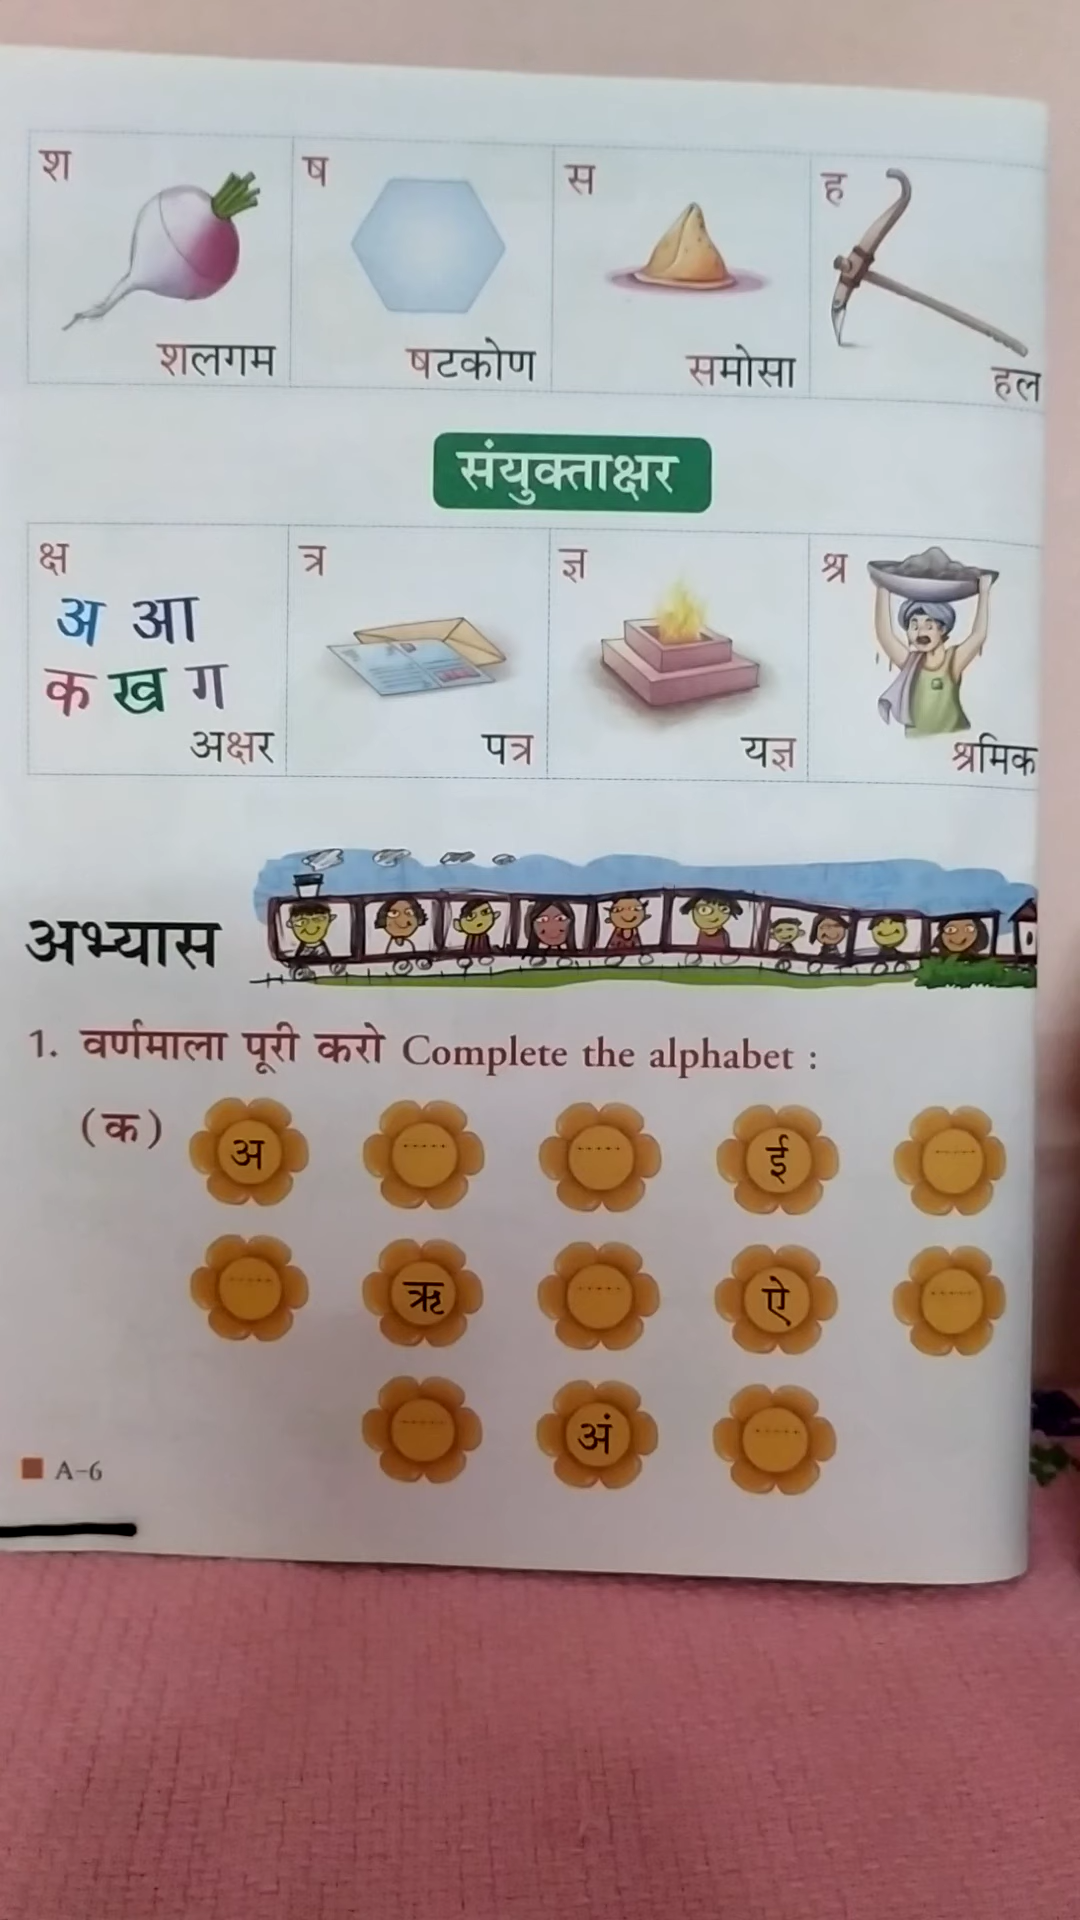 श ष स ह
शलगम षटकोण समोसा हल
संयुक्ताक्षर
क्ष त्र ज्ञ श्र
अ आ
क ख ग
अक्षर पत्र यज्ञ श्रमिक
अभ्यास
1. वर्णमाला पूरी करो Complete the alphabet :
(क) अ ----- ----- ई -----
----- ऋ ----- ऐ -----
----- अं -----
A-6